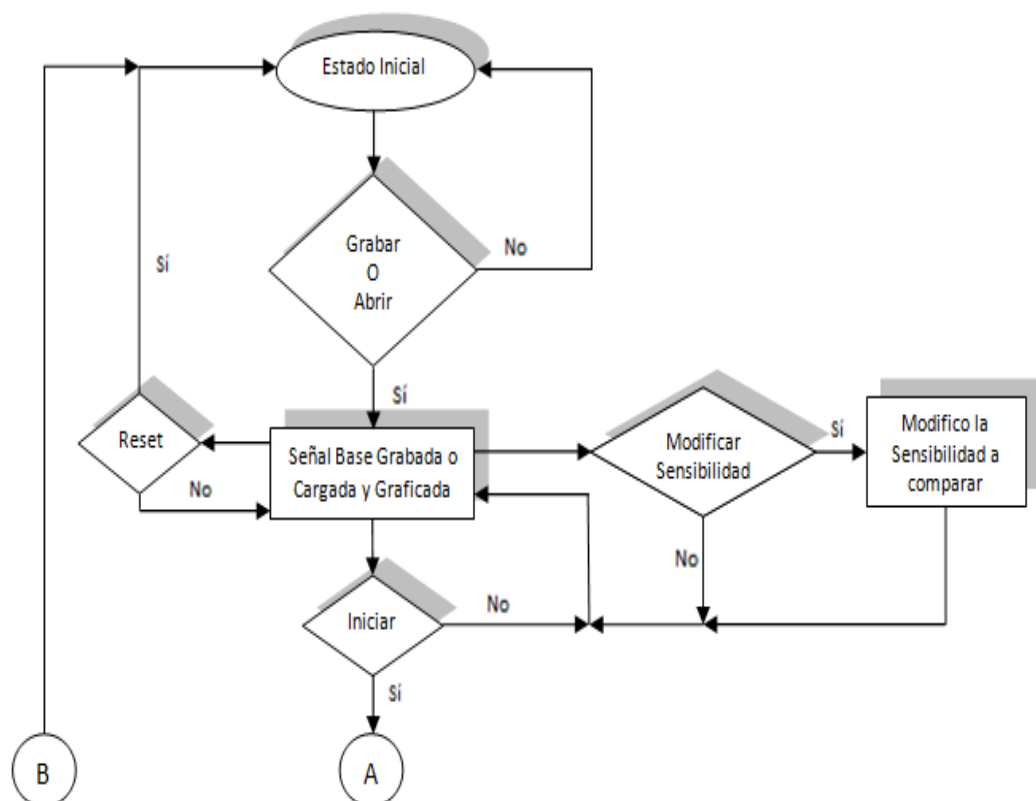 Estado Inicial
Grabar
O
Abrir
No
Sí
Sí
Reset
No
Señal Base Grabada o
Cargada y Graficada
Modificar
Sensibilidad
Sí
Modifico la
Sensibilidad a
comparar
No
Iniciar
No
Sí
B
A